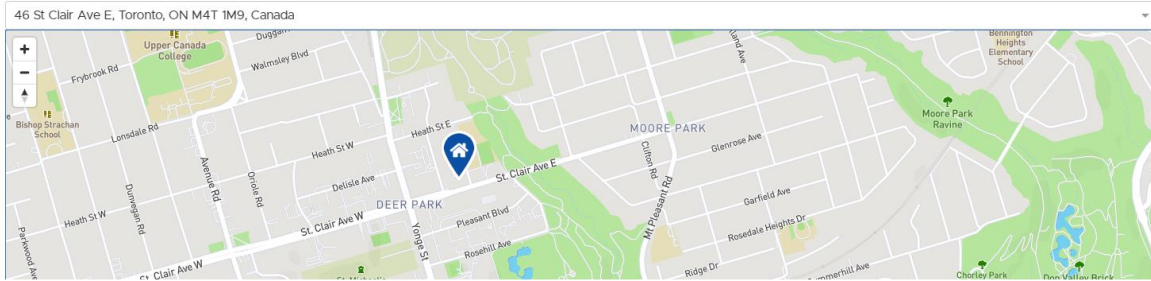 46 St Clair Ave E, Toronto, ON M4T 1M9, Canada
Upper Canada
College
Duggan
Walmsley Blvd
Frybrook Rd
Bennington
Heights
Elementary
School
Bishop Strachan
School
Lonsdale Rd
Heath St E
MOORE PARK
Moore Park
Ravine
Avenue Rd
Heath St W
Clifton Rd
Glenrose Ave
St. Clair Ave E
Oriole Rd
Delisle Ave
Dunvegan Rd
DEER PARK
Garfield Ave
Mt Pleasant Rd
Heath St W
St. Clair Ave W
Yonge St
Pleasant Blvd
Rosedale Heights Dr
Parkwood Ave
Rosehill Ave
St. Clair Ave W
Ridge Dr
Chorley Park
Don Valley Brick